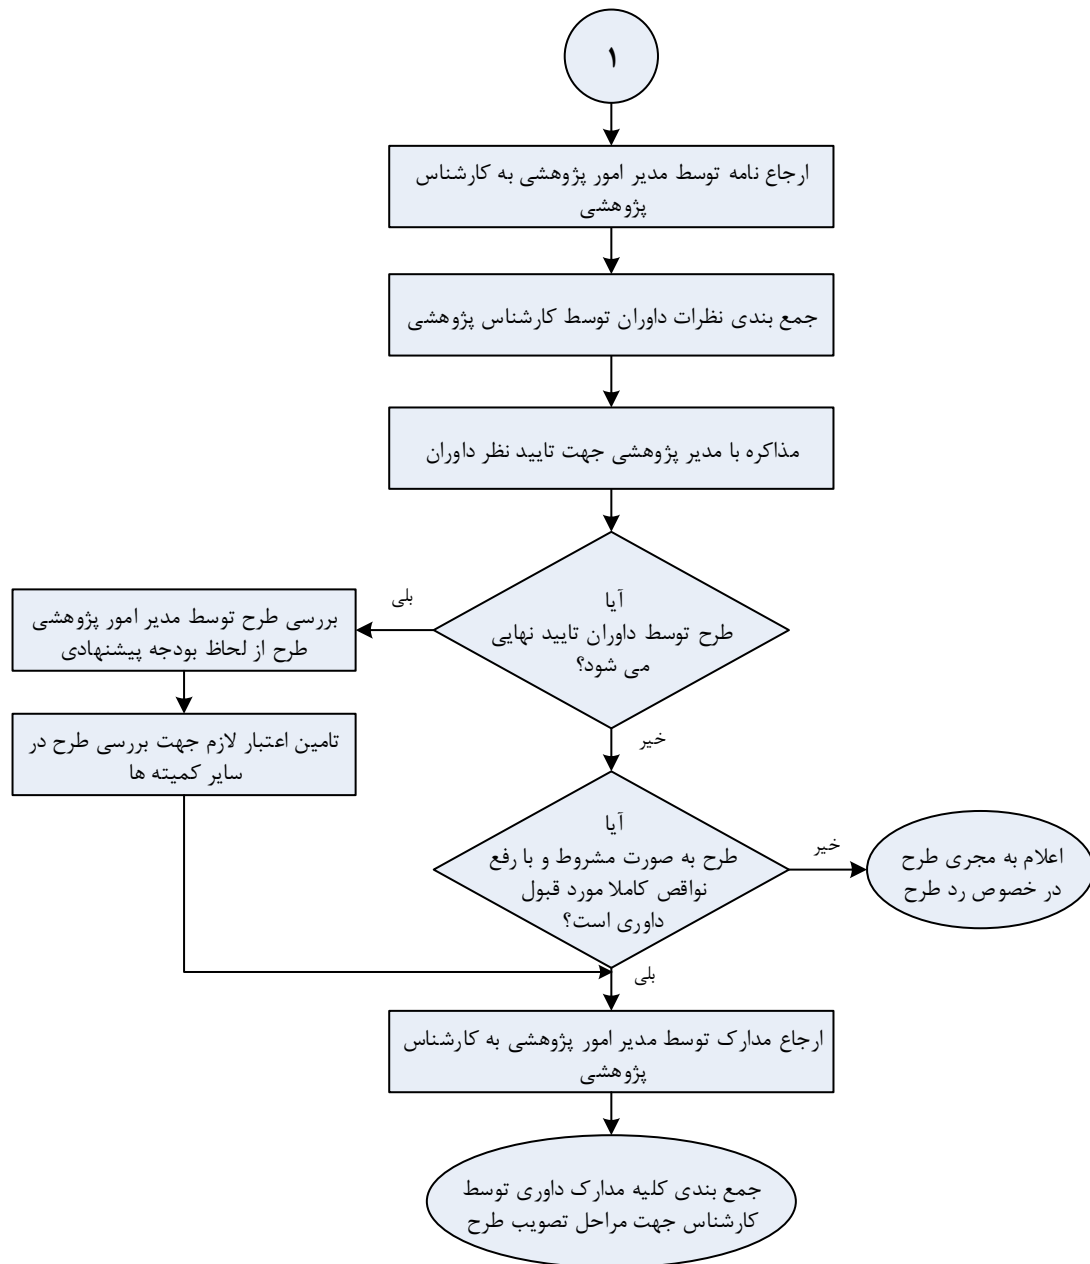 ۱
ارجاع نامه توسط مدیر امور پژوهشی به کارشناس
پژوهشی
جمع بندی نظرات داوران توسط کارشناس پژوهشی
مذاکره با مدیر پژوهشی جهت تایید نظر داوران
آیا
طرح توسط داوران تایید نهایی
می شود؟
بلی
بررسی طرح توسط مدیر امور پژوهشی
طرح از لحاظ بودجه پیشنهادی
تامین اعتبار لازم جهت بررسی طرح در
سایر کمیته ها
خیر
آیا
طرح به صورت مشروط و با رفع
نواقص کاملا مورد قبول
داوری است؟
خیر
اعلام به مجری طرح
در خصوص رد طرح
بلی
ارجاع مدارک توسط مدیر امور پژوهشی به کارشناس
پژوهشی
جمع بندی کلیه مدارک داوری توسط
کارشناس جهت مراحل تصویب طرح